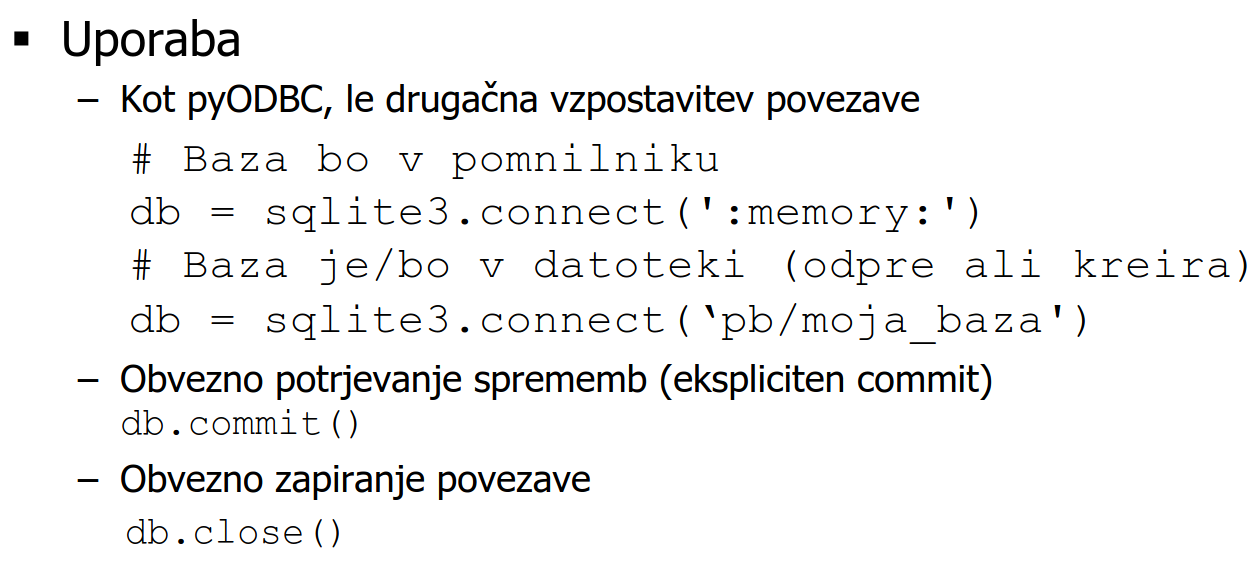 ▪ Uporaba
– Kot pyODBC, le drugačna vzpostavitev povezave
# Baza bo v pomnilniku
db = sqlite3.connect(':memory:')
# Baza je/bo v datoteki (odpre ali kreira)
db = sqlite3.connect(‘pb/moja_baza')
– Obvezno potrjevanje sprememb (ekspliciten commit)
db.commit()
– Obvezno zapiranje povezave
db.close()